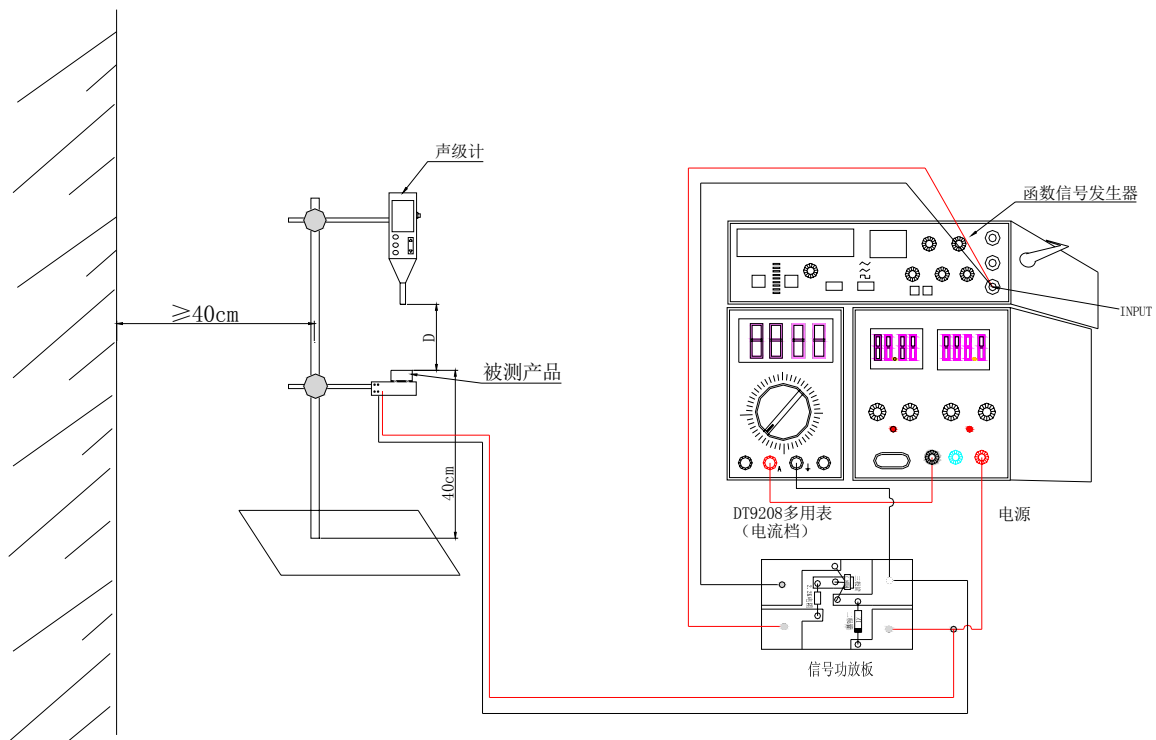 声级计
函数信号发生器
≥40cm
INPUT
D
被测产品
40cm
A
DT9208多用表
(电流档)
电源
信号功放板